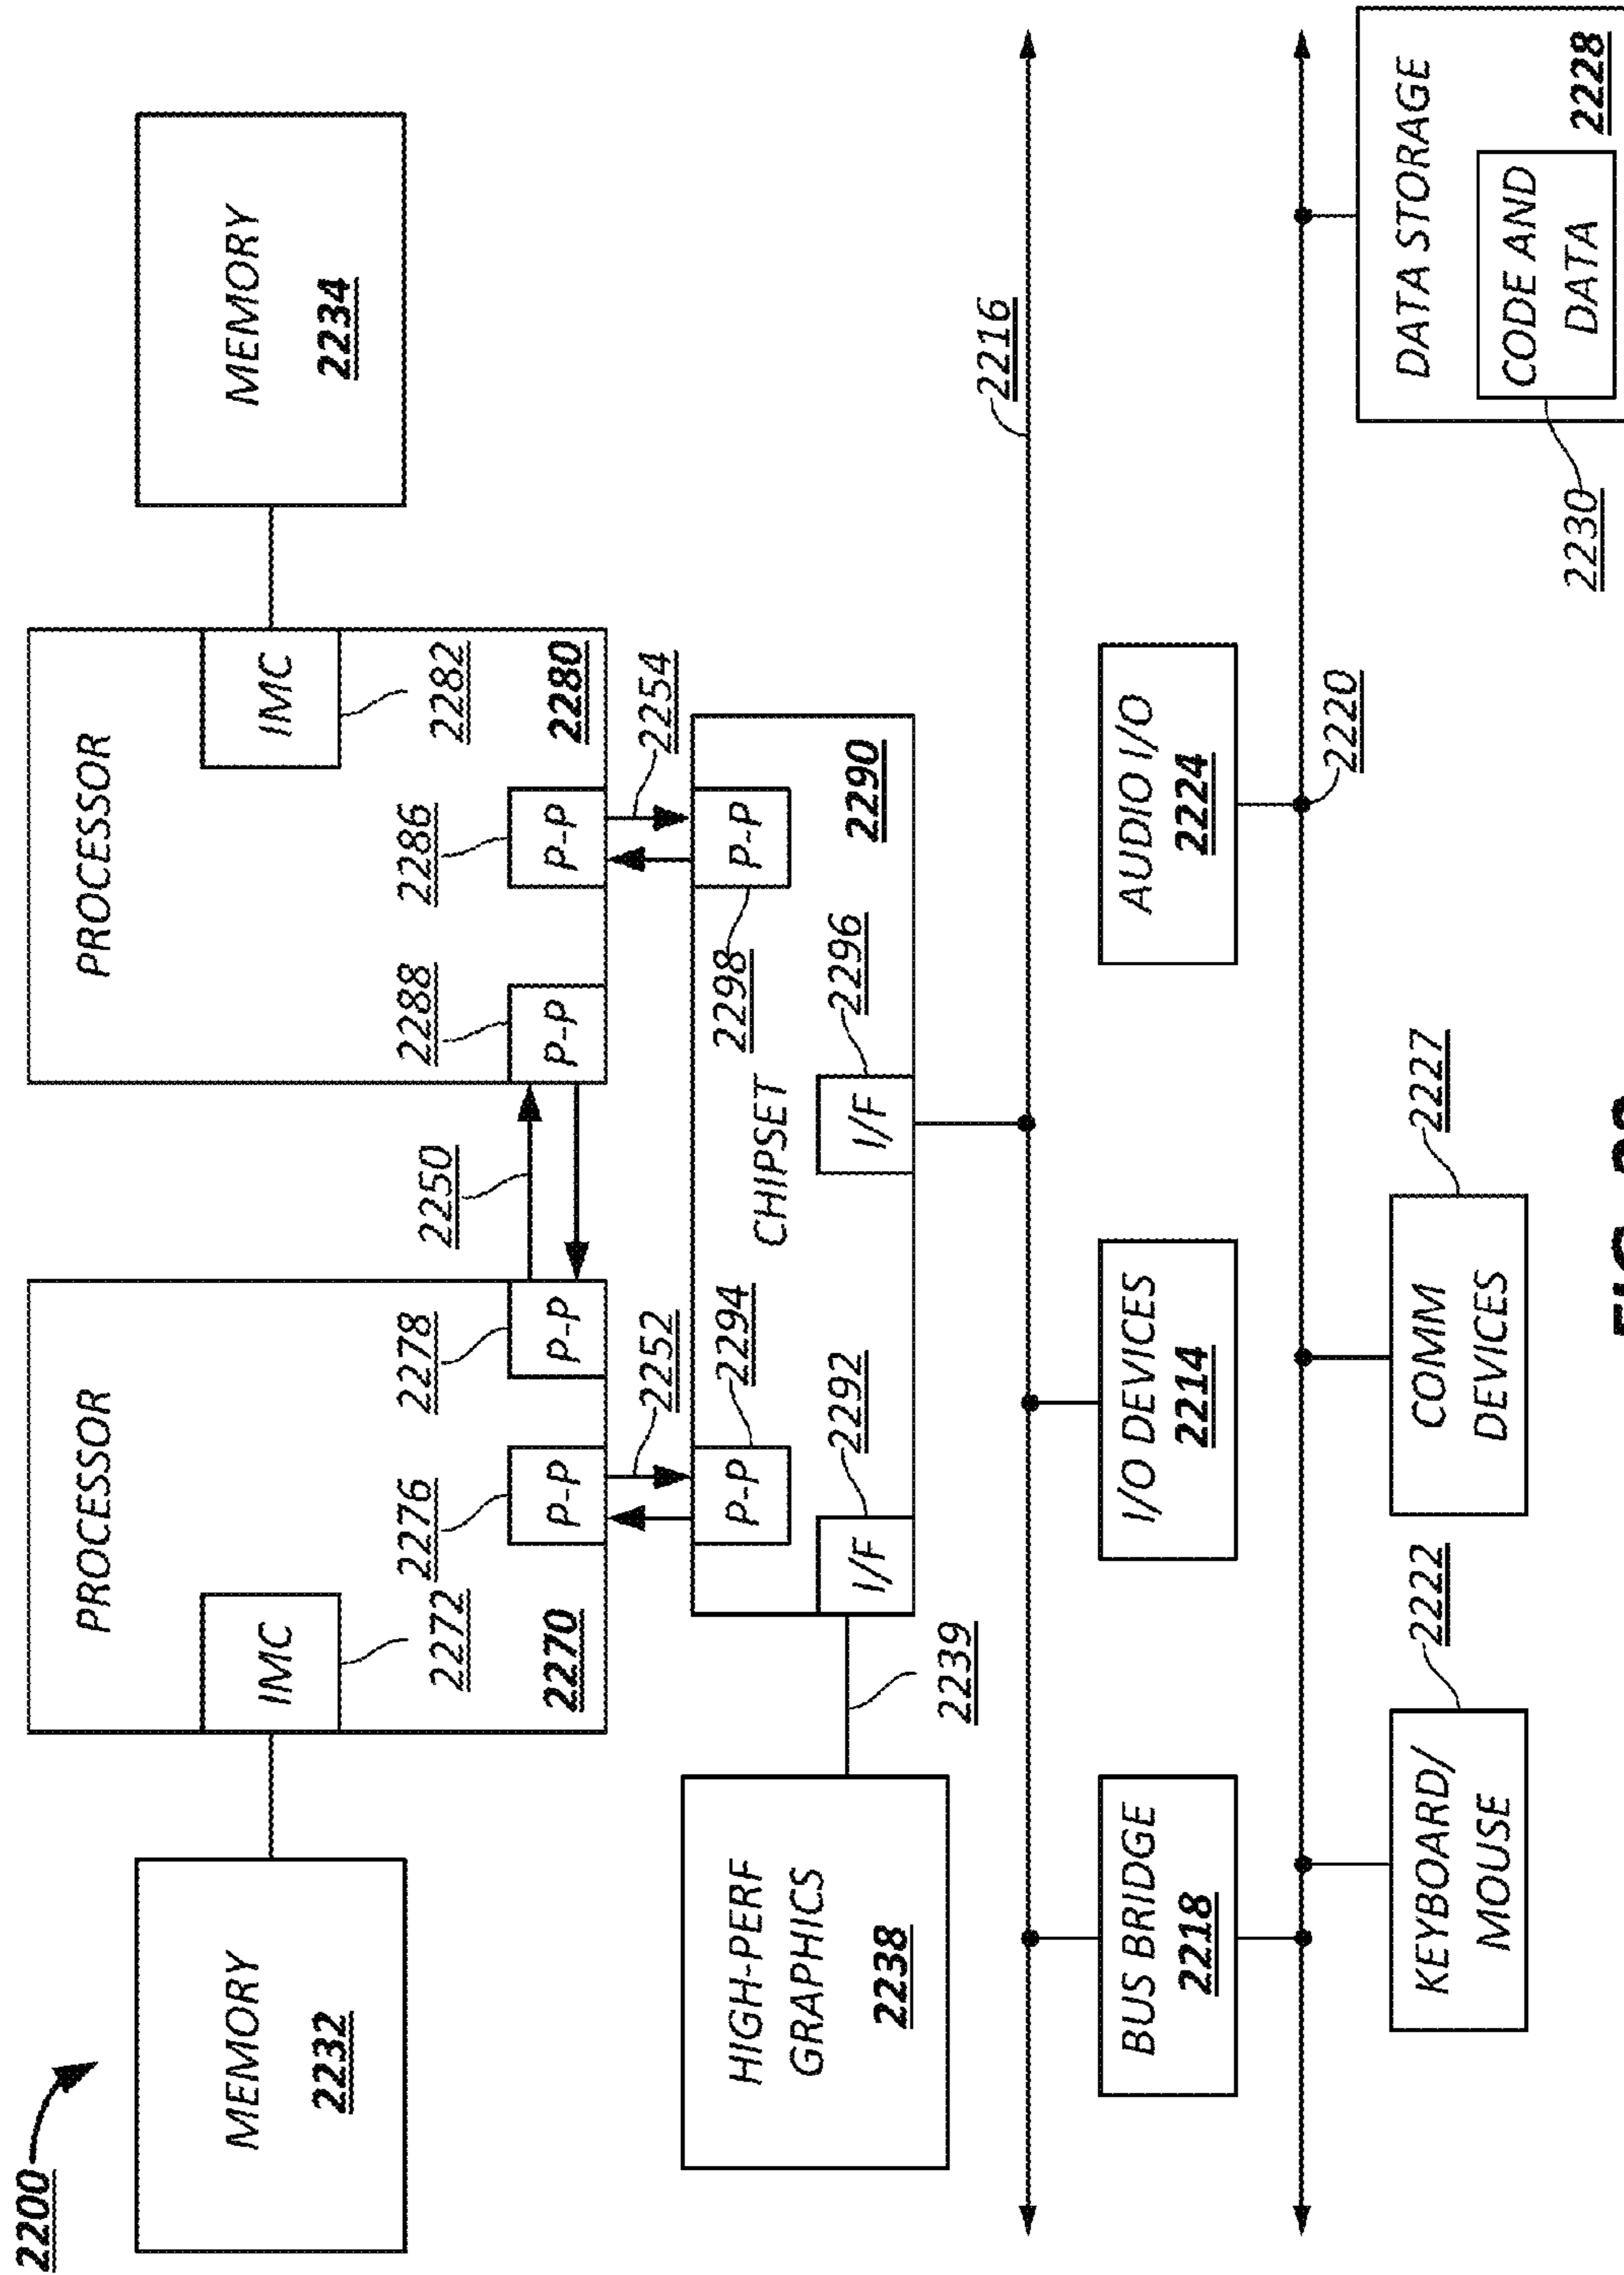 2200
MEMORY
2232
PROCESSOR
IMC
2272
2270
2276
P-P
2278
P-P
2250
PROCESSOR
2288
P-P
2286
P-P
IMC
2282
2280
MEMORY
2234
2252
2254
HIGH-PERF
GRAPHICS
2238
2239
P-P
2294
I/F
2292
CHIPSET
P-P
2298
I/F
2296
2290
2216
BUS BRIDGE
2218
I/O DEVICES
2214
AUDIO I/O
2224
2220
KEYBOARD/
MOUSE
2222
COMM
DEVICES
2227
DATA STORAGE
CODE AND
DATA
2228
2230